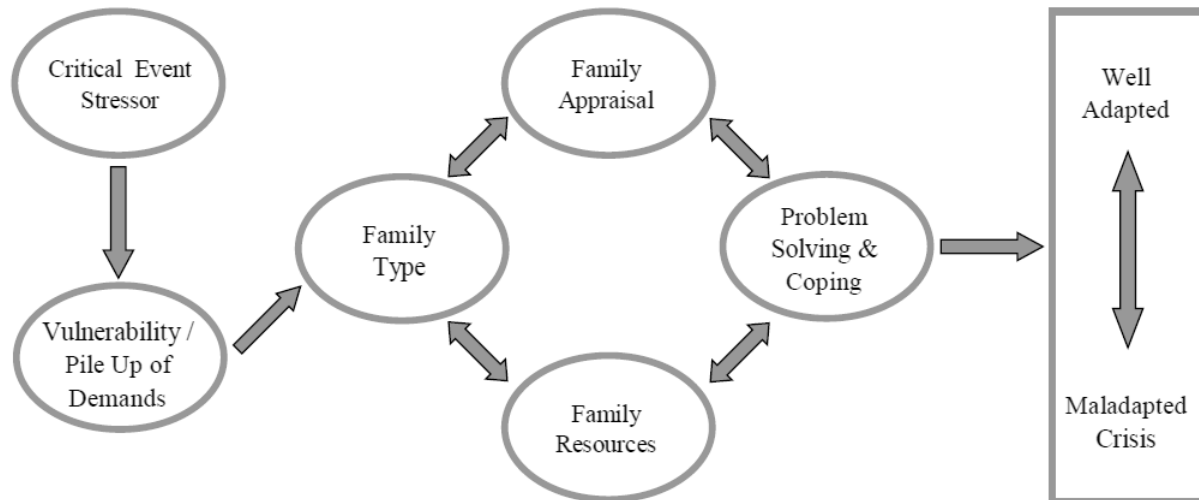 Critical Event
Stressor
Vulnerability /
Pile Up of
Demands
Family
Type
Family
Appraisal
Family
Resources
Problem
Solving &
Coping
Well
Adapted
Maladapted
Crisis